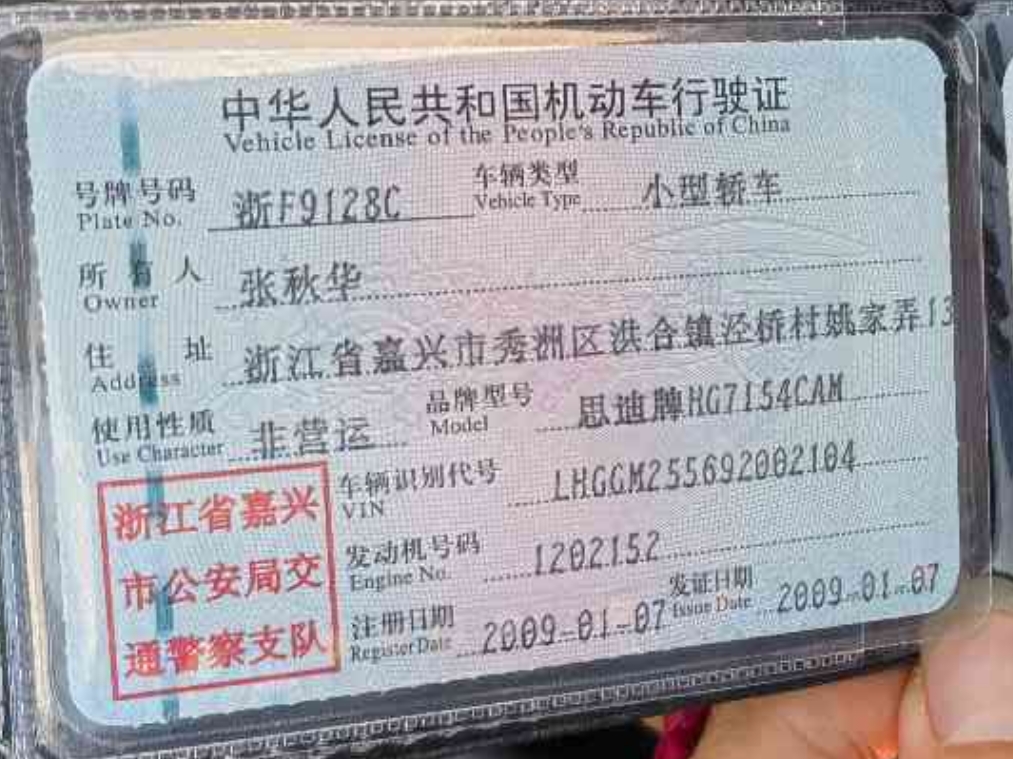 中华人民共和国机动车行驶证
Vehicle License of the People's Republic of China
号牌号码 浙F9128C 车辆类型 小型轿车
Plate No. Vehicle Type
所有人 张秋华
Owner
住址 浙江省嘉兴市秀洲区洪合镇泾桥村姚家弄13
Address
使用性质 非营运 品牌型号 思迪牌HG7154CAM
Use Character Model
车辆识别代号 LHGGM255692002104
VIN
发动机号码 1202152
Engine No.
注册日期 2009-01-07 发证日期 2009-01-07
Register Date Issue Date
浙江省嘉兴
市公安局交
通警察支队